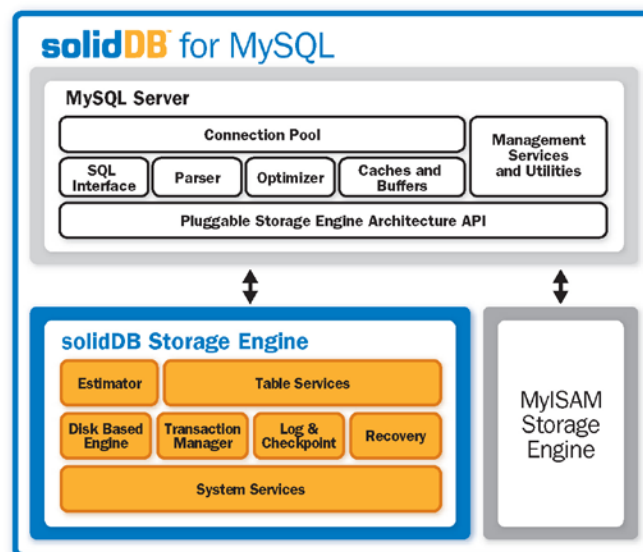 solidDB™ for MySQL
MySQL Server
Connection Pool
Management
Services
and Utilities
SQL
Interface
Parser
Optimizer
Caches and
Buffers
Pluggable Storage Engine Architecture API
solidDB Storage Engine
Estimator
Table Services
Disk Based
Engine
Transaction
Manager
Log &
Checkpoint
Recovery
System Services
MyISAM
Storage
Engine